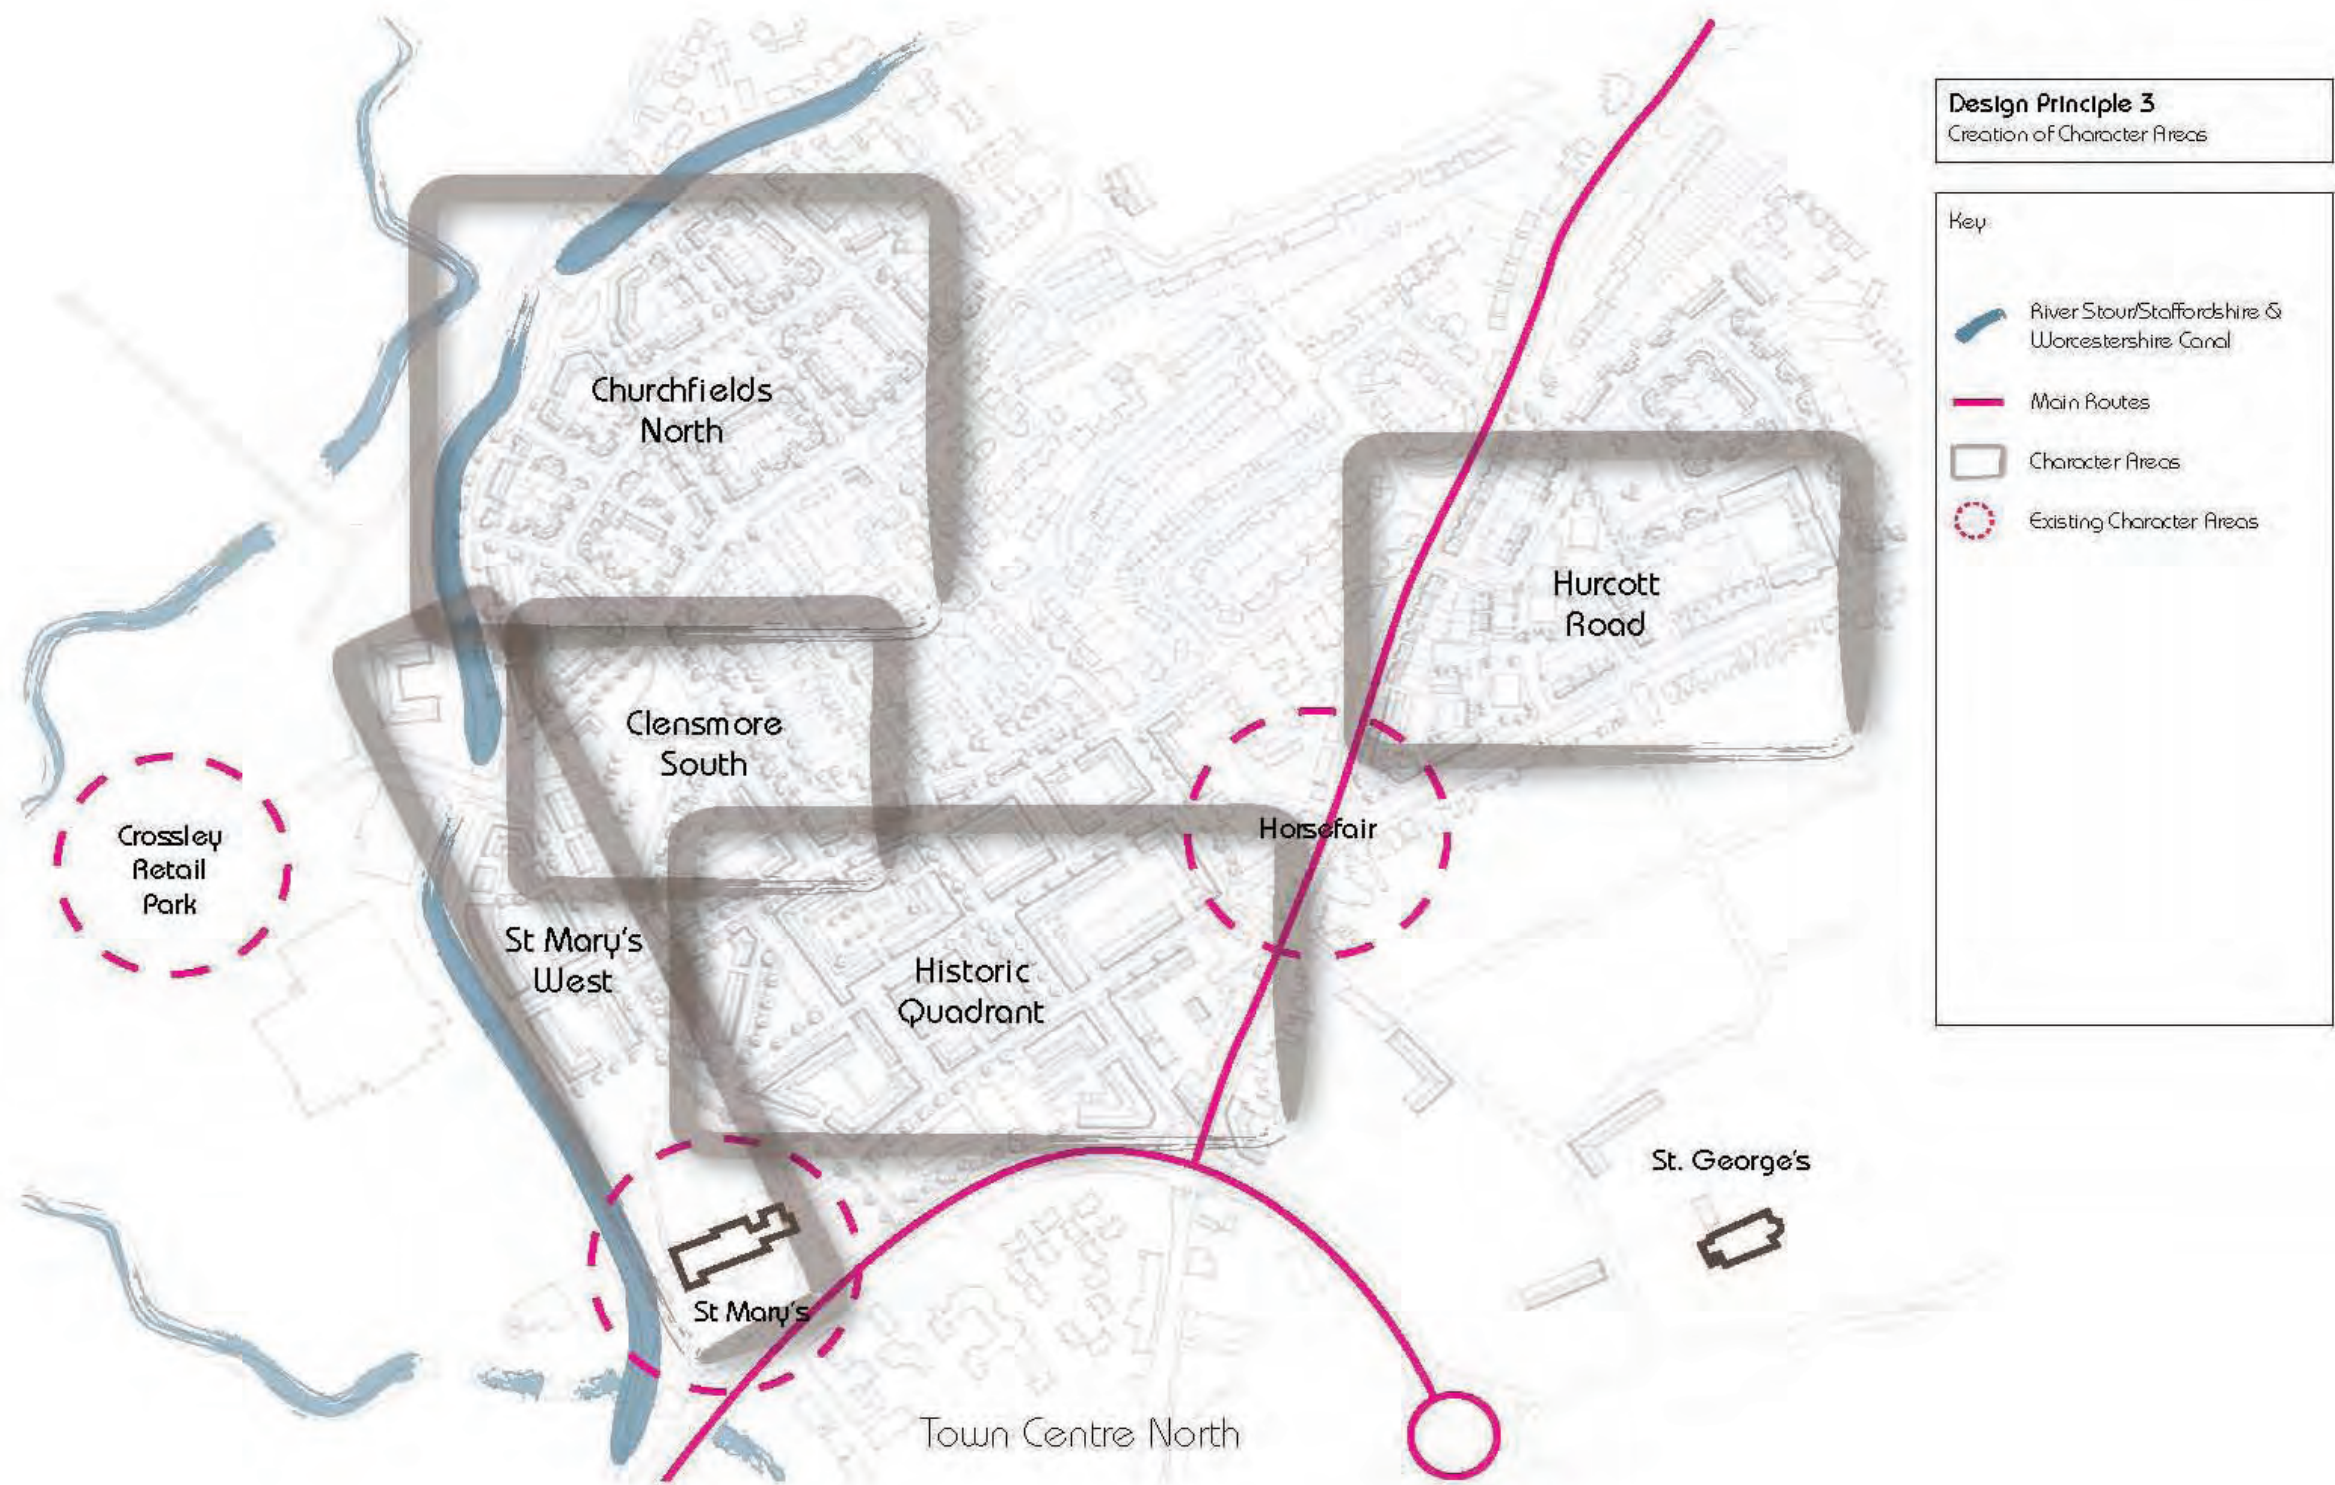 Design Principle 3
Creation of Character Areas
Key
River Stour/Staffordshire &
Worcestershire Canal
Main Routes
Character Areas
Existing Character Areas
Churchfields
North
Hurcott
Road
Clensmore
South
Crossley
Retail
Park
Horsefair
St Mary's
West
Historic
Quadrant
St. George's
St Mary's
Town Centre North